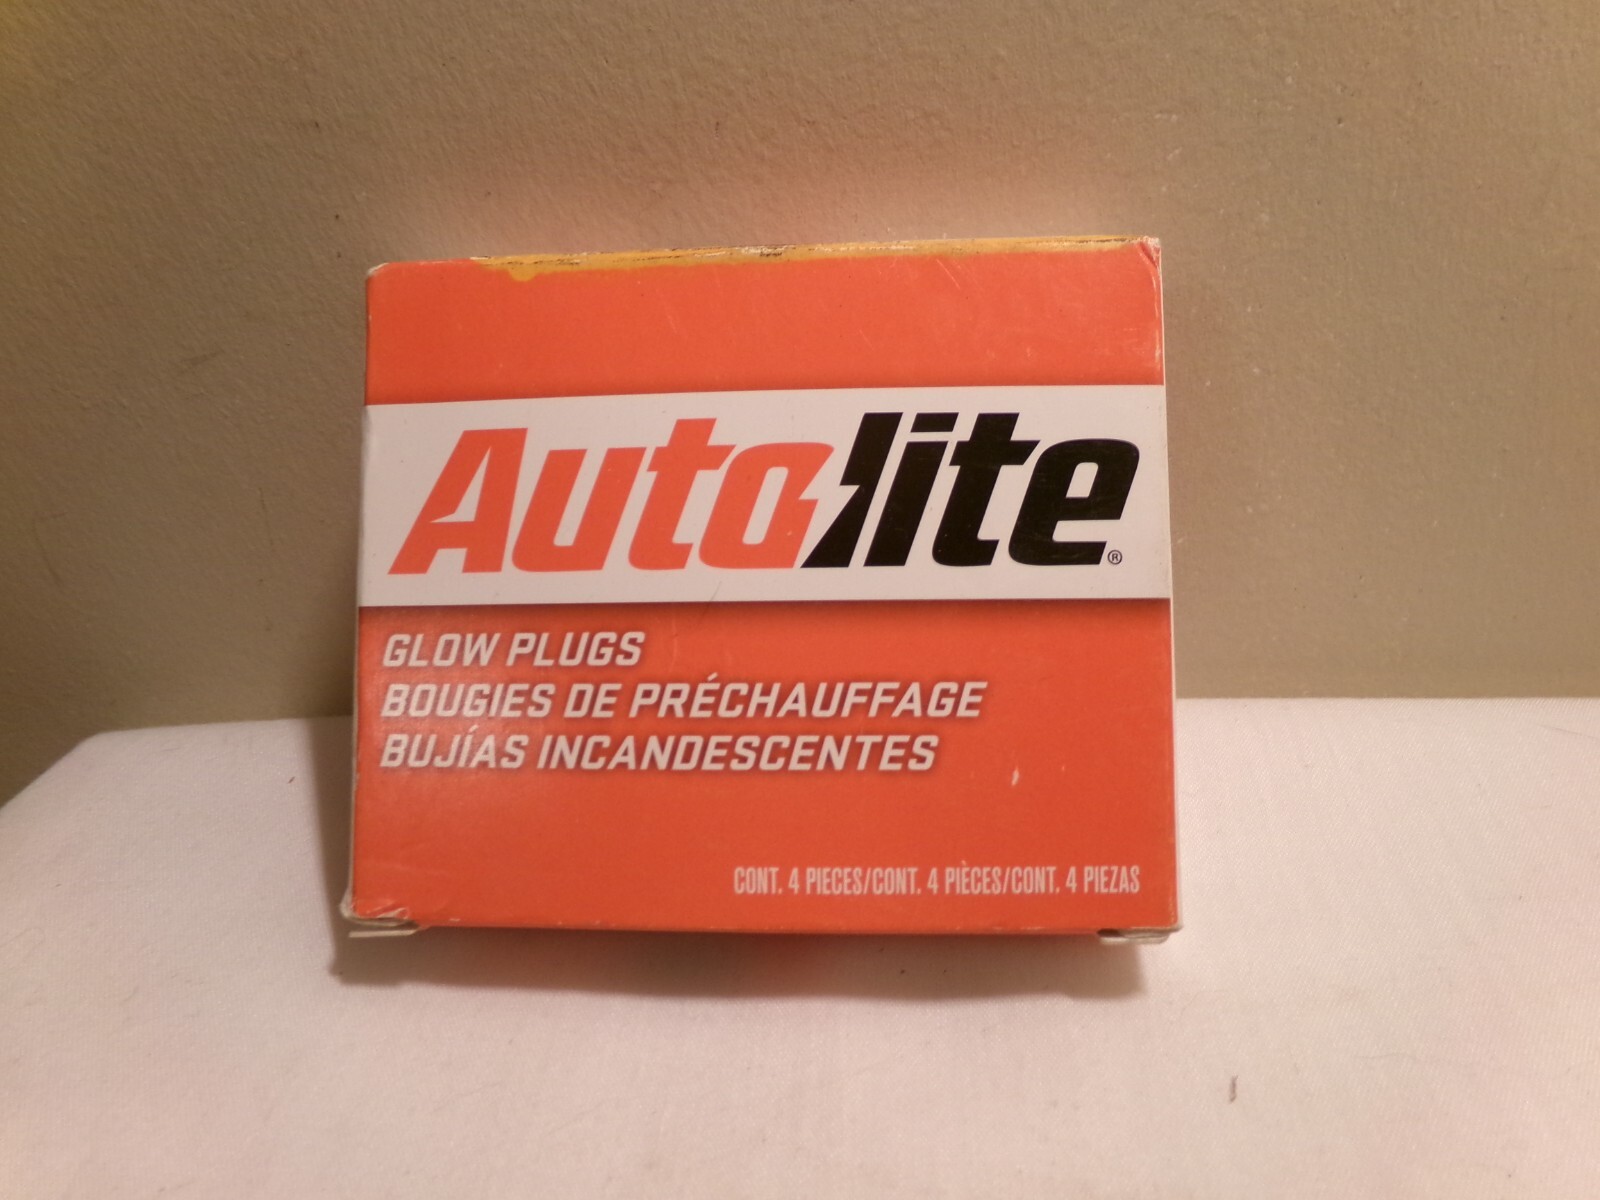 Autolite®
GLOW PLUGS
BOUGIES DE PRÉCHAUFFAGE
BUJÍAS INCANDESCENTES
CONT. 4 PIECES/CONT. 4 PIÈCES/CONT. 4 PIEZAS